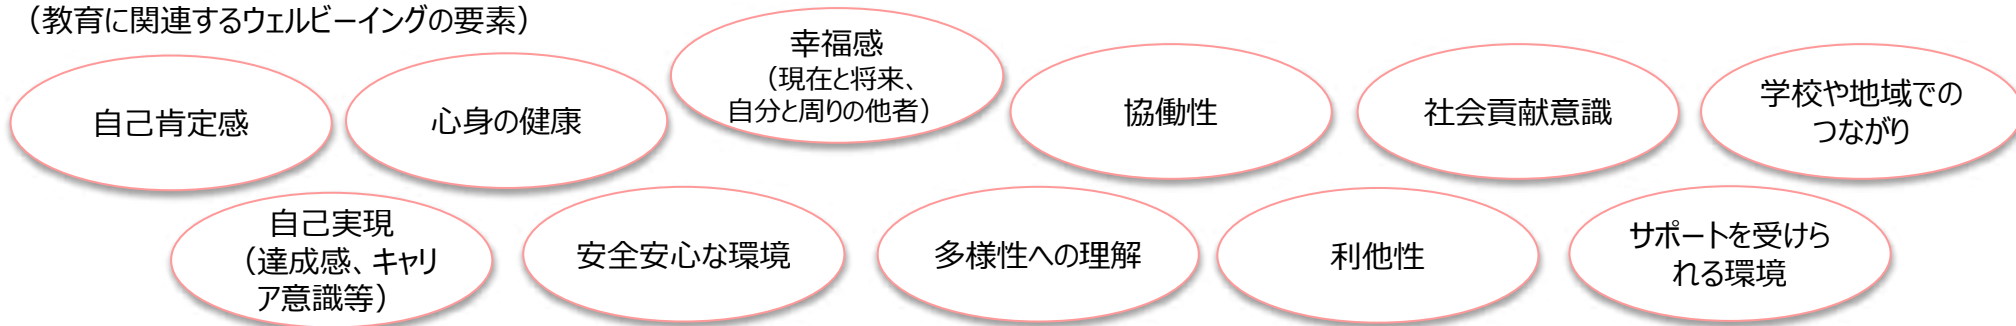 （教育に関連するウェルビーイングの要素）
自己肯定感
心身の健康
幸福感
（現在と将来、
自分と周りの他者）
協働性
社会貢献意識
学校や地域での
つながり
自己実現
（達成感、キャリ
ア意識等）
安全安心な環境
多様性への理解
利他性
サポートを受けら
れる環境